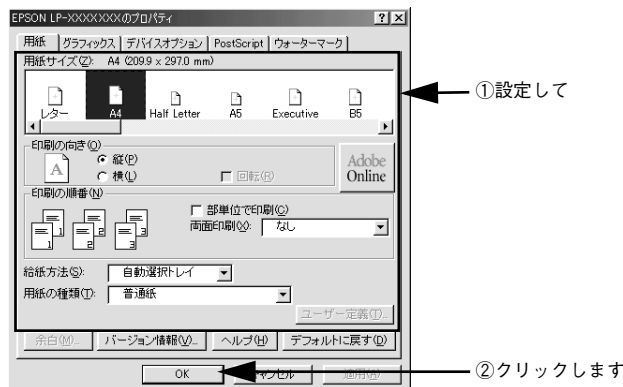 EPSON LP-XXXXXXXのプロパティ
用紙 グラフィックス デバイスオプション PostScript ウォーターマーク
用紙サイズ(Z): A4 (209.9 x 297.0 mm)
レター A4 Half Letter A5 Executive B5
①設定して
印刷の向き(O)
A
縦(P)
横(L)
回転(R)
Adobe
Online
印刷の順番(N)
1 1 2 2 3 3
部単位で印刷(C)
両面印刷(X): なし
給紙方法(S): 自動選択トレイ
用紙の種類(T): 普通紙
ユーザー定義(T)...
余白(M)... バージョン情報(V)... ヘルプ(H) デフォルトに戻す(D)
OK キャンセル 適用(A)
②クリックします